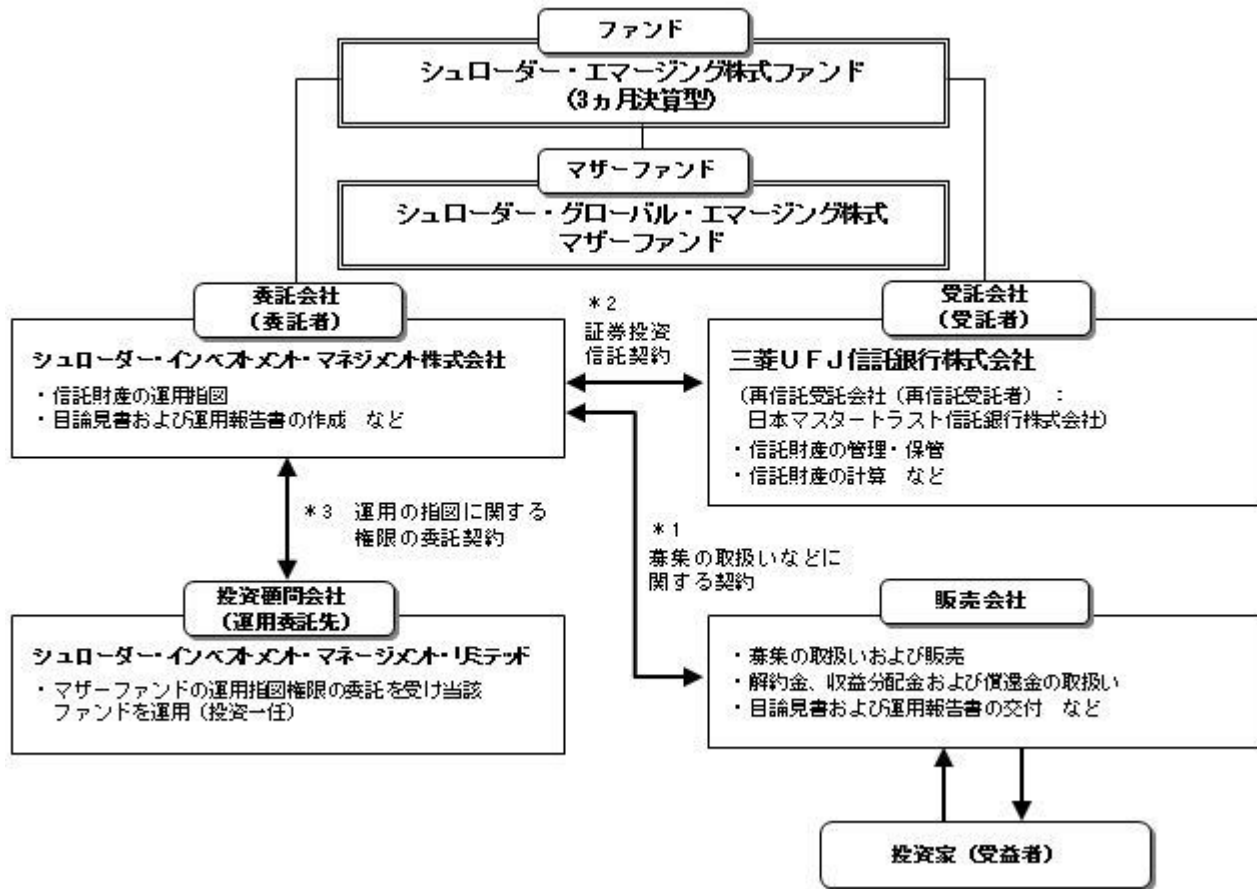 ファンド
シュローダー・エマージング株式ファンド
(3ヵ月決算型)
マザーファンド
シュローダー・グローバル・エマージング株式
マザーファンド
委託会社
(委託者)
シュローダー・インベストメント・マネジメント株式会社
・信託財産の運用指図
・目論見書および運用報告書の作成 など
*2
証券投資
信託契約
受託会社
(受託者)
三菱UFJ信託銀行株式会社
(再信託受託会社(再信託受託者) :
日本マスタートラスト信託銀行株式会社)
・信託財産の管理・保管
・信託財産の計算 など
*3 運用の指図に関する
権限の委託契約
*1
募集の取扱いなどに
関する契約
投資顧問会社
(運用委託先)
シュローダー・インベストメント・マネージメント・リミテッド
・マザーファンドの運用指図権限の委託を受け当該
ファンドを運用(投資一任)
販売会社
・募集の取扱いおよび販売
・解約金、収益分配金および償還金の取扱い
・目論見書および運用報告書の交付 など
投資家(受益者)